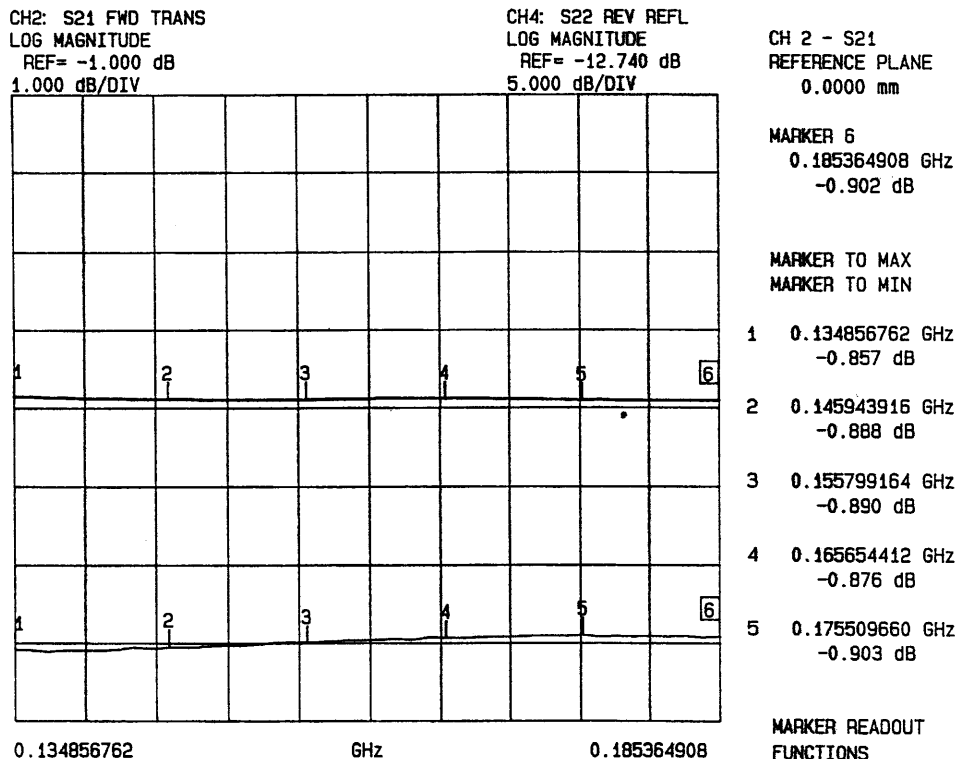 CH2: S21 FWD TRANS
LOG MAGNITUDE
REF= -1.000 dB
1.000 dB/DIV
CH4: S22 REV REFL
LOG MAGNITUDE
REF= -12.740 dB
5.000 dB/DIV
CH 2 - S21
REFERENCE PLANE
0.0000 mm
MARKER 6
0.185364908 GHz
-0.902 dB
MARKER TO MAX
MARKER TO MIN
1 0.134856762 GHz
-0.857 dB
2 0.145943916 GHz
-0.888 dB
3 0.155799164 GHz
-0.890 dB
4 0.165654412 GHz
-0.876 dB
5 0.175509660 GHz
-0.903 dB
MARKER READOUT
FUNCTIONS
1 2 3 4 5 6
1 2 3 4 5 6
0.134856762 GHz 0.185364908